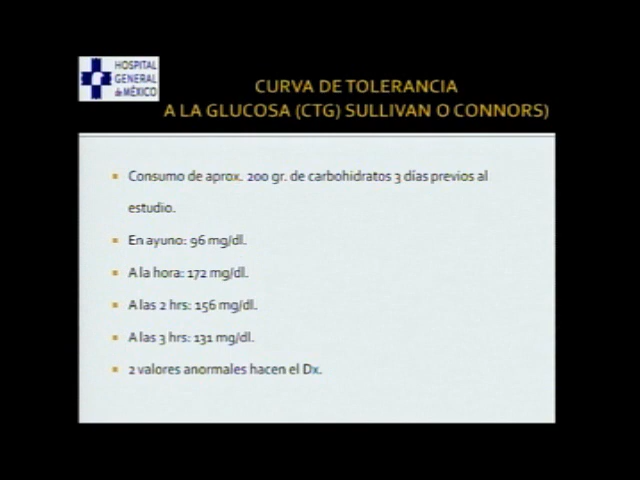 HOSPITAL
GENERAL
de MÉXICO
CURVA DE TOLERANCIA
A LA GLUCOSA (CTG) SULLIVAN O CONNORS)
Consumo de aprox. 200 gr. de carbohidratos 3 días previos al
estudio.
En ayuno: 96 mg/dl.
A la hora: 172 mg/dl.
A las 2 hrs: 156 mg/dl.
A las 3 hrs: 131 mg/dl.
2 valores anormales hacen el Dx.